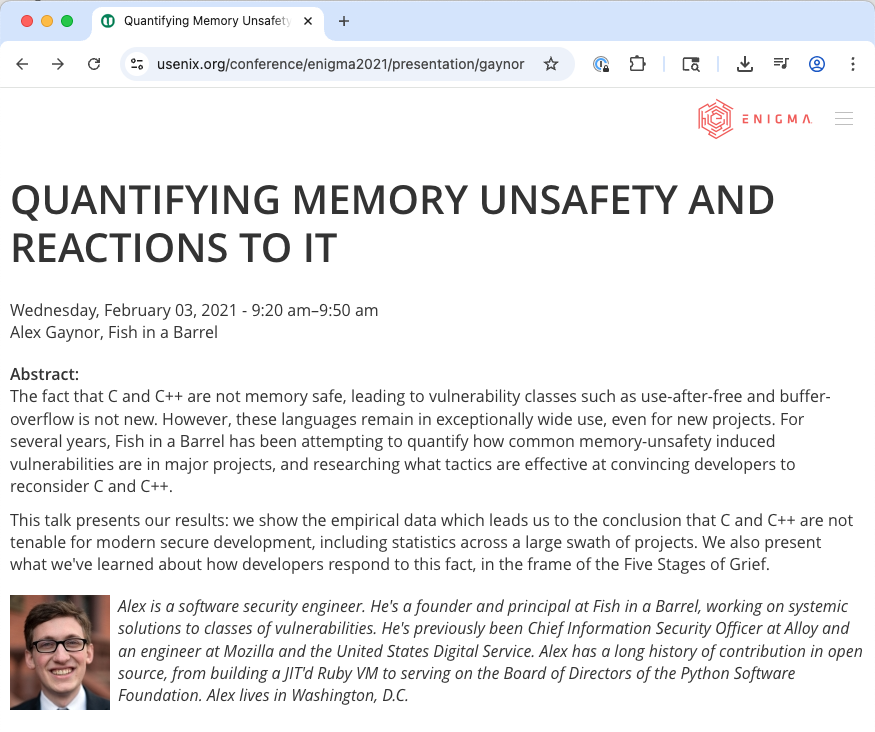 Quantifying Memory Unsafety
usenix.org/conference/enigma2021/presentation/gaynor
ENIGMA
QUANTIFYING MEMORY UNSAFETY AND
REACTIONS TO IT
Wednesday, February 03, 2021 - 9:20 am–9:50 am
Alex Gaynor, Fish in a Barrel
Abstract:
The fact that C and C++ are not memory safe, leading to vulnerability classes such as use-after-free and buffer-
overflow is not new. However, these languages remain in exceptionally wide use, even for new projects. For
several years, Fish in a Barrel has been attempting to quantify how common memory-unsafety induced
vulnerabilities are in major projects, and researching what tactics are effective at convincing developers to
reconsider C and C++.
This talk presents our results: we show the empirical data which leads us to the conclusion that C and C++ are not
tenable for modern secure development, including statistics across a large swath of projects. We also present
what we've learned about how developers respond to this fact, in the frame of the Five Stages of Grief.
Alex is a software security engineer. He's a founder and principal at Fish in a Barrel, working on systemic
solutions to classes of vulnerabilities. He's previously been Chief Information Security Officer at Alloy and
an engineer at Mozilla and the United States Digital Service. Alex has a long history of contribution in open
source, from building a JIT'd Ruby VM to serving on the Board of Directors of the Python Software
Foundation. Alex lives in Washington, D.C.